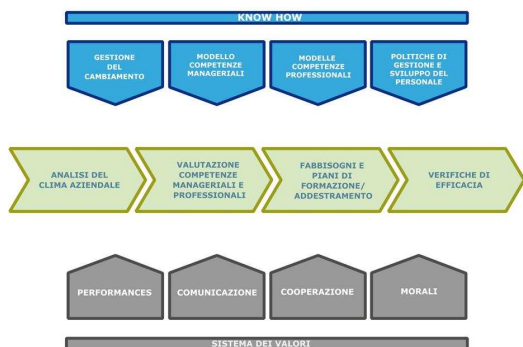 KNOW HOW
GESTIONE
DEL
CAMBIAMENTO
MODELLO
COMPETENZE
MANAGERIALI
MODELLE
COMPETENZE
PROFESSIONALI
POLITICHE DI
GESTIONE E
SVILUPPO DEL
PERSONALE
ANALISI DEL
CLIMA AZIENDALE
VALUTAZIONE
COMPETENZE
MANAGERIALI E
PROFESSIONALI
FABBISOGNI E
PIANI DI
FORMAZIONE/
ADDESTRAMENTO
VERIFICHE DI
EFFICACIA
PERFORMANCES
COMUNICAZIONE
COOPERAZIONE
MORALI
SISTEMA DEI VALORI